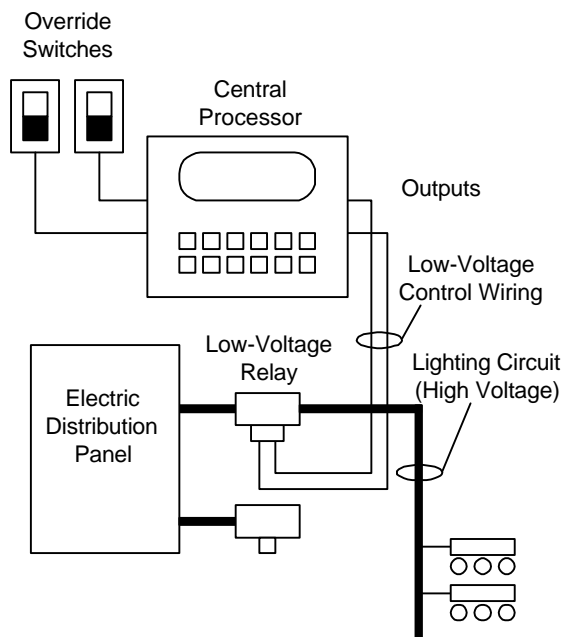 Override
Switches
Central
Processor
Outputs
Low-Voltage
Control Wiring
Low-Voltage
Relay
Lighting Circuit
(High Voltage)
Electric
Distribution
Panel